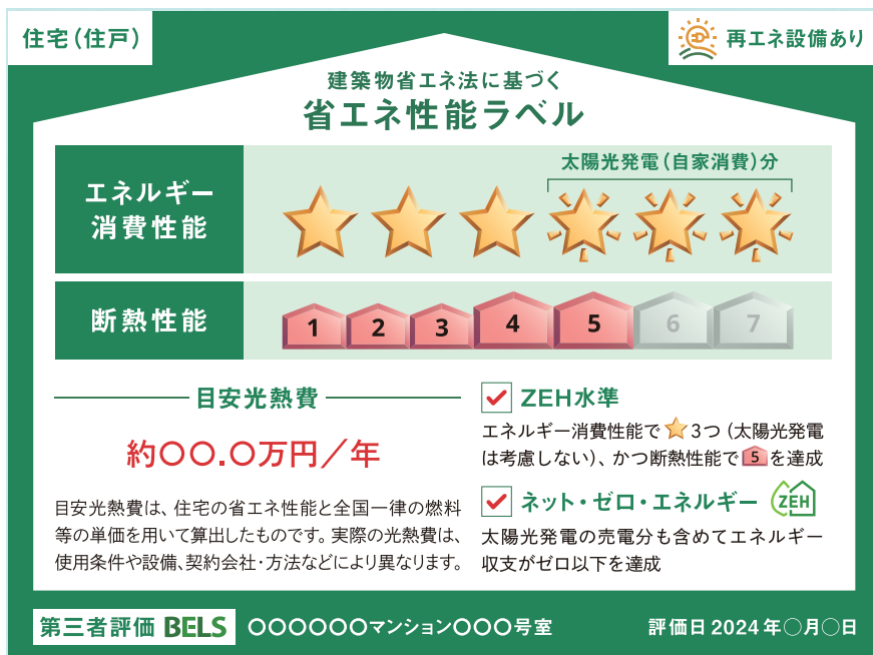 住宅（住戸）
再エネ設備あり
建築物省エネ法に基づく
省エネ性能ラベル
エネルギー
消費性能
太陽光発電（自家消費）分
断熱性能
1 2 3 4 5 6 7
目安光熱費
約〇〇.〇万円／年
目安光熱費は、住宅の省エネ性能と全国一律の燃料
等の単価を用いて算出したものです。実際の光熱費は、
使用条件や設備、契約会社・方法などにより異なります。
ZEH水準
エネルギー消費性能で3つ（太陽光発電
は考慮しない）、かつ断熱性能で5を達成
ネット・ゼロ・エネルギー ZEH
太陽光発電の売電分も含めてエネルギー
収支がゼロ以下を達成
第三者評価 BELS 〇〇〇〇〇〇マンション〇〇〇号室 評価日 2024年〇月〇日